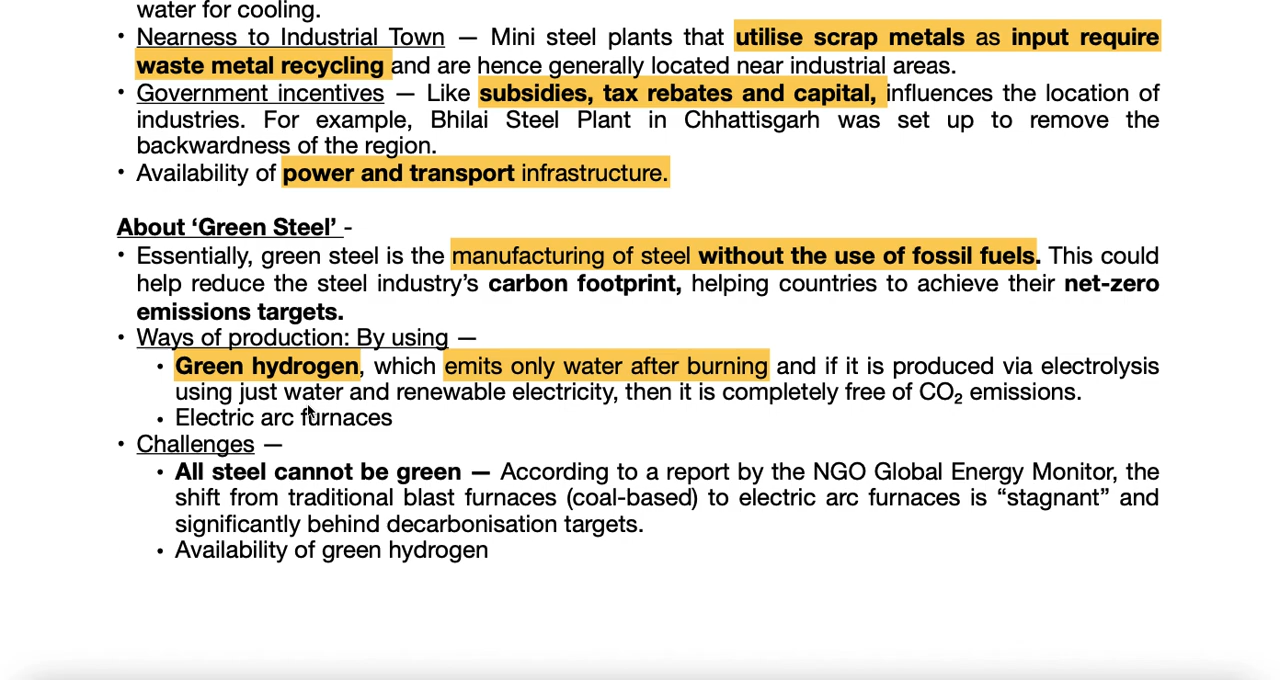 water for cooling.
• Nearness to Industrial Town — Mini steel plants that utilise scrap metals as input require
waste metal recycling and are hence generally located near industrial areas.
• Government incentives — Like subsidies, tax rebates and capital, influences the location of
industries. For example, Bhilai Steel Plant in Chhattisgarh was set up to remove the
backwardness of the region.
• Availability of power and transport infrastructure.
About ‘Green Steel’ -
• Essentially, green steel is the manufacturing of steel without the use of fossil fuels. This could
help reduce the steel industry’s carbon footprint, helping countries to achieve their net-zero
emissions targets.
• Ways of production: By using —
• Green hydrogen, which emits only water after burning and if it is produced via electrolysis
using just water and renewable electricity, then it is completely free of CO₂ emissions.
• Electric arc furnaces
• Challenges —
• All steel cannot be green — According to a report by the NGO Global Energy Monitor, the
shift from traditional blast furnaces (coal-based) to electric arc furnaces is “stagnant” and
significantly behind decarbonisation targets.
• Availability of green hydrogen